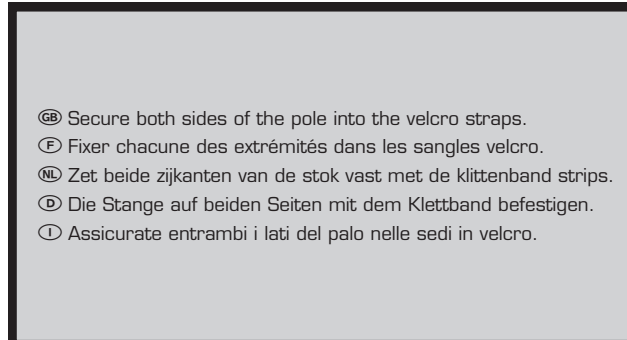 GB Secure both sides of the pole into the velcro straps.
F Fixer chacune des extrémités dans les sangles velcro.
NL Zet beide zijkanten van de stok vast met de klittenband strips.
D Die Stange auf beiden Seiten mit dem Klettband befestigen.
I Assicurate entrambi i lati del palo nelle sedi in velcro.